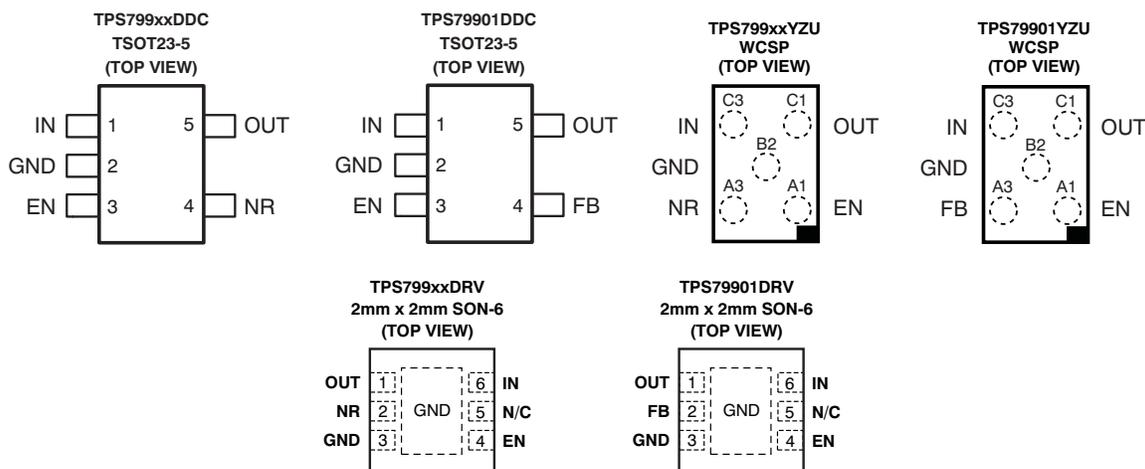 TPS799xxDDC
TSOT23-5
(TOP VIEW)
IN 1 5 OUT
GND 2
EN 3 4 NR
TPS79901DDC
TSOT23-5
(TOP VIEW)
IN 1 5 OUT
GND 2
EN 3 4 FB
TPS799xxYZU
WCSP
(TOP VIEW)
C3 C1
IN OUT
B2
GND
A3 A1
NR EN
TPS79901YZU
WCSP
(TOP VIEW)
C3 C1
IN OUT
B2
GND
A3 A1
FB EN
TPS799xxDRV
2mm x 2mm SON-6
(TOP VIEW)
OUT 1 6 IN
NR 2 GND 5 N/C
GND 3 4 EN
TPS79901DRV
2mm x 2mm SON-6
(TOP VIEW)
OUT 1 6 IN
FB 2 GND 5 N/C
GND 3 4 EN